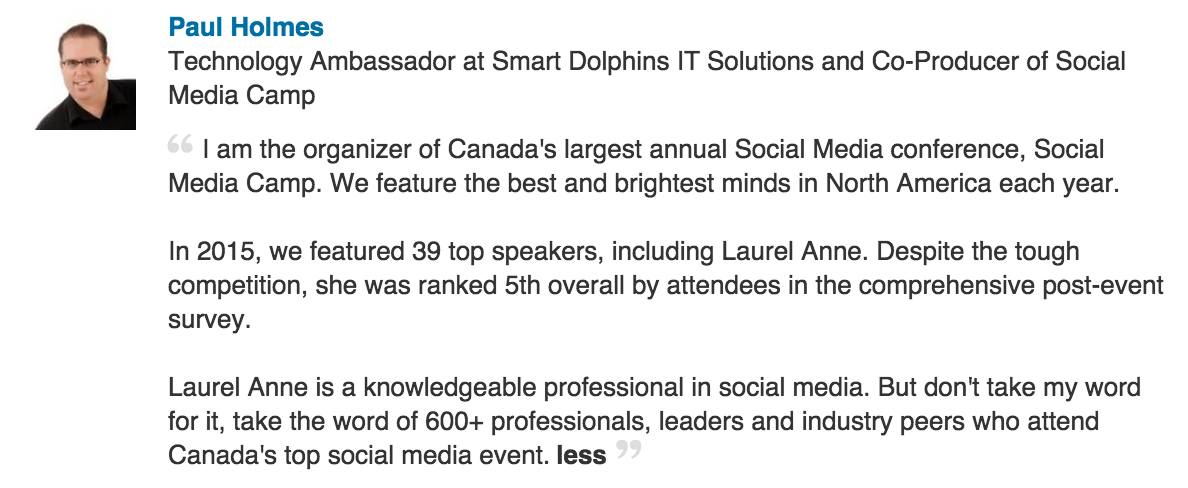 Paul Holmes
Technology Ambassador at Smart Dolphins IT Solutions and Co-Producer of Social
Media Camp
“ I am the organizer of Canada's largest annual Social Media conference, Social
Media Camp. We feature the best and brightest minds in North America each year.
In 2015, we featured 39 top speakers, including Laurel Anne. Despite the tough
competition, she was ranked 5th overall by attendees in the comprehensive post-event
survey.
Laurel Anne is a knowledgeable professional in social media. But don't take my word
for it, take the word of 600+ professionals, leaders and industry peers who attend
Canada's top social media event. less ”